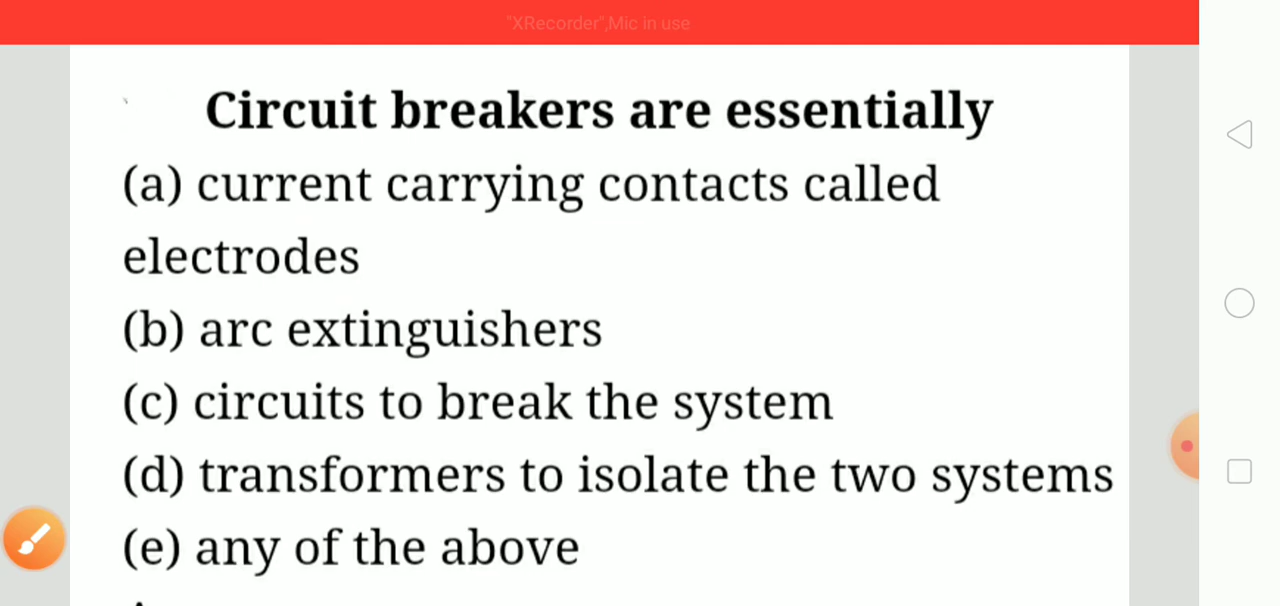 "XRecorder",Mic in use
Circuit breakers are essentially
(a) current carrying contacts called
electrodes
(b) arc extinguishers
(c) circuits to break the system
(d) transformers to isolate the two systems
(e) any of the above